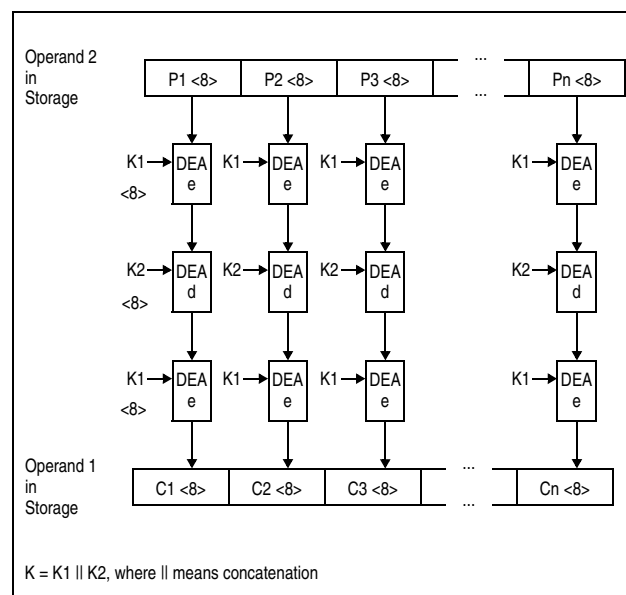 Operand 2
in
Storage
...
P1 <8> P2 <8> P3 <8> Pn <8>
...
K1 DEA K1 DEA K1 DEA K1 DEA
e e e e
<8>
K2 DEA K2 DEA K2 DEA K2 DEA
d d d d
<8>
K1 DEA K1 DEA K1 DEA K1 DEA
e e e e
<8>
Operand 1
in
Storage
...
C1 <8> C2 <8> C3 <8> Cn <8>
...
K = K1 || K2, where || means concatenation